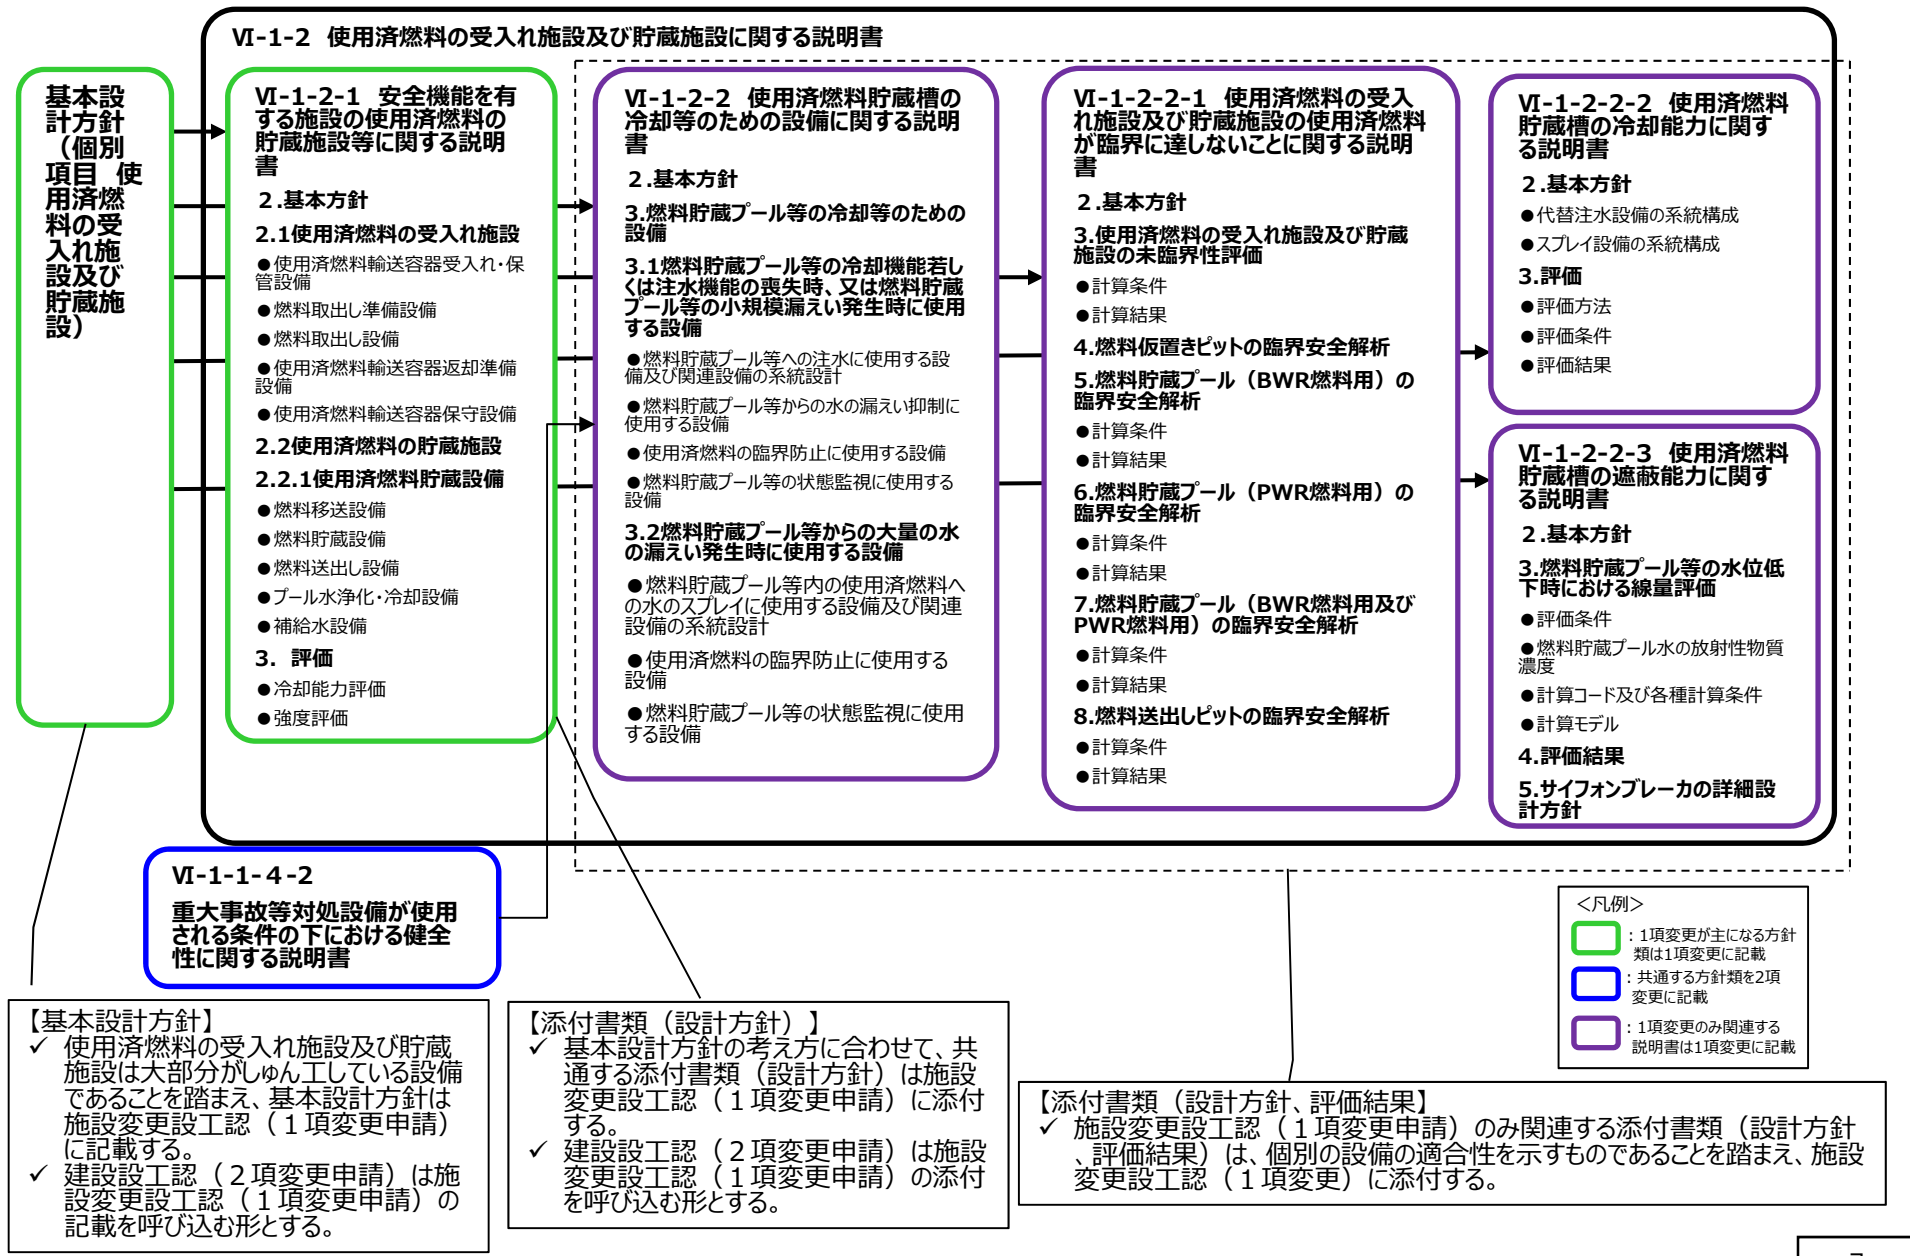 Ⅵ-1-2 使用済燃料の受入れ施設及び貯蔵施設に関する説明書
基本設
計方針
（個別
項目 使
用済燃
料の受
入れ施
設及び
貯蔵施
設）
Ⅵ-1-2-1 安全機能を有
する施設の使用済燃料の
貯蔵施設等に関する説明
書
２.基本方針
2.1使用済燃料の受入れ施設
●使用済燃料輸送容器受入れ・保
管設備
●燃料取出し準備設備
●燃料取出し設備
●使用済燃料輸送容器返却準備
設備
●使用済燃料輸送容器保守設備
2.2使用済燃料の貯蔵施設
2.2.1使用済燃料貯蔵設備
●燃料移送設備
●燃料貯蔵設備
●燃料送出し設備
●プール水浄化・冷却設備
●補給水設備
3. 評価
●冷却能力評価
●強度評価
Ⅵ-1-2-2 使用済燃料貯蔵槽の
冷却等のための設備に関する説明
書
２.基本方針
3.燃料貯蔵プール等の冷却等のための
設備
3.1燃料貯蔵プール等の冷却機能若し
くは注水機能の喪失時、又は燃料貯蔵
プール等の小規模漏えい発生時に使用
する設備
●燃料貯蔵プール等への注水に使用する設
備及び関連設備の系統設計
●燃料貯蔵プール等からの水の漏えい抑制に
使用する設備
●使用済燃料の臨界防止に使用する設備
●燃料貯蔵プール等の状態監視に使用する
設備
3.2燃料貯蔵プール等からの大量の水
の漏えい発生時に使用する設備
●燃料貯蔵プール等内の使用済燃料へ
の水のスプレイに使用する設備及び関連
設備の系統設計
●使用済燃料の臨界防止に使用する
設備
●燃料貯蔵プール等の状態監視に使用
する設備
Ⅵ-1-2-2-1 使用済燃料の受入
れ施設及び貯蔵施設の使用済燃料
が臨界に達しないことに関する説明
書
２.基本方針
3.使用済燃料の受入れ施設及び貯蔵
施設の未臨界性評価
●計算条件
●計算結果
4.燃料仮置きピットの臨界安全解析
5.燃料貯蔵プール（BWR燃料用）の
臨界安全解析
●計算条件
●計算結果
6.燃料貯蔵プール（PWR燃料用）の
臨界安全解析
●計算条件
●計算結果
7.燃料貯蔵プール（BWR燃料用及び
PWR燃料用）の臨界安全解析
●計算条件
●計算結果
8.燃料送出しピットの臨界安全解析
●計算条件
●計算結果
Ⅵ-1-2-2-2 使用済燃料
貯蔵槽の冷却能力に関す
る説明書
２.基本方針
●代替注水設備の系統構成
●スプレイ設備の系統構成
3.評価
●評価方法
●評価条件
●評価結果
Ⅵ-1-2-2-3 使用済燃料
貯蔵槽の遮蔽能力に関す
る説明書
２.基本方針
3.燃料貯蔵プール等の水位低
下時における線量評価
●評価条件
●燃料貯蔵プール水の放射性物質
濃度
●計算コード及び各種計算条件
●計算モデル
4.評価結果
5.サイフォンブレーカの詳細設
計方針
Ⅵ-1-1-４-2
重大事故等対処設備が使用
される条件の下における健全
性に関する説明書
＜凡例＞
：1項変更が主になる方針
類は1項変更に記載
：共通する方針類を2項
変更に記載
：1項変更のみ関連する
説明書は1項変更に記載
【基本設計方針】
✓ 使用済燃料の受入れ施設及び貯蔵
施設は大部分がしゅん工している設備
であることを踏まえ、基本設計方針は
施設変更設工認（１項変更申請）
に記載する。
✓ 建設設工認（２項変更申請）は施
設変更設工認（１項変更申請）の
記載を呼び込む形とする。
【添付書類（設計方針）】
✓ 基本設計方針の考え方に合わせて、共
通する添付書類（設計方針）は施設
変更設工認（１項変更申請）に添付
する。
✓ 建設設工認（２項変更申請）は施設
変更設工認（１項変更申請）の添付
を呼び込む形とする。
【添付書類（設計方針、評価結果】
✓ 施設変更設工認（１項変更申請）のみ関連する添付書類（設計方針
、評価結果）は、個別の設備の適合性を示すものであることを踏まえ、施設
変更設工認（１項変更）に添付する。